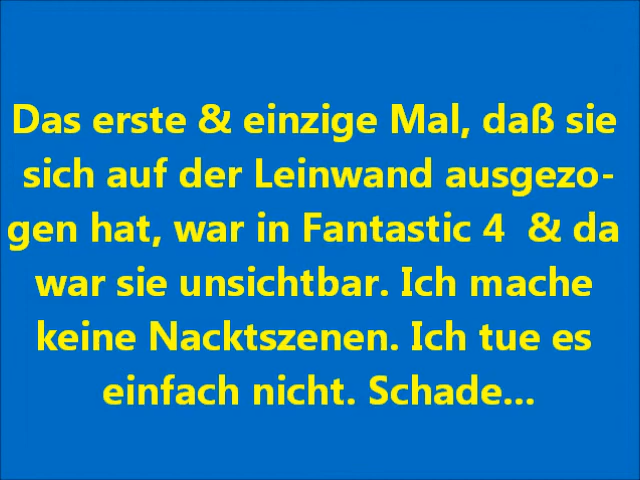 Das erste & einzige Mal, daß sie
sich auf der Leinwand ausgezo-
gen hat, war in Fantastic 4 & da
war sie unsichtbar. Ich mache
keine Nacktszenen. Ich tue es
einfach nicht. Schade...